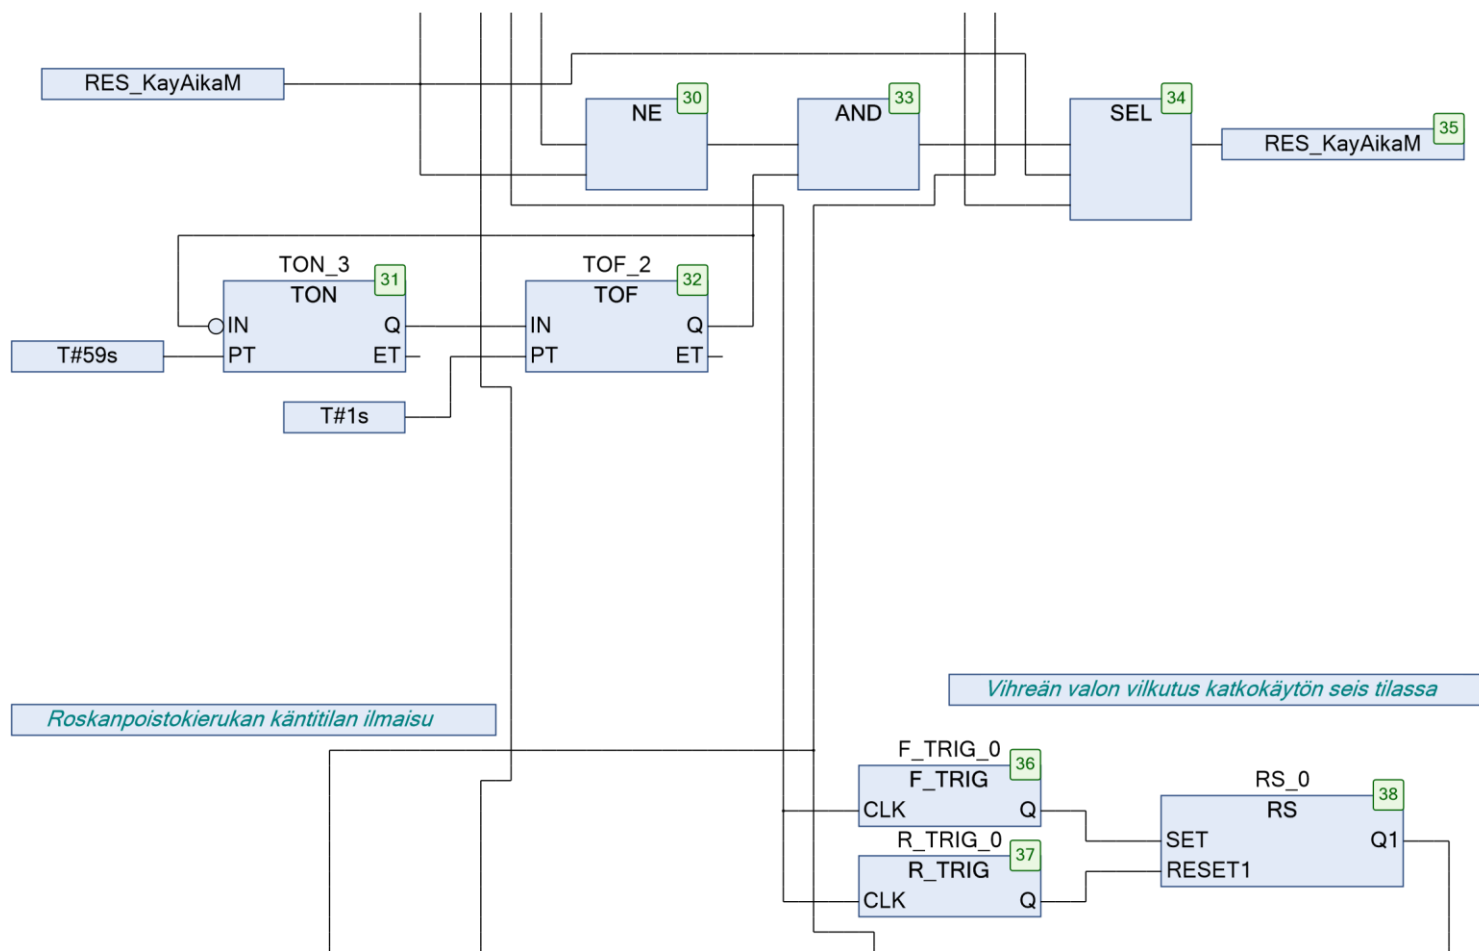 RES_KayAikaM
NE
30
AND
33
SEL
34
RES_KayAikaM
35
TON_3
TON
31
IN
Q
PT
ET
T#59s
TOF_2
TOF
32
IN
Q
PT
ET
T#1s
Roskanpoistokierukan käntitilan ilmaisu
Vihreän valon vilkutus katkokäytön seis tilassa
F_TRIG_0
F_TRIG
36
CLK
Q
R_TRIG_0
R_TRIG
37
CLK
Q
RS_0
RS
38
SET
Q1
RESET1